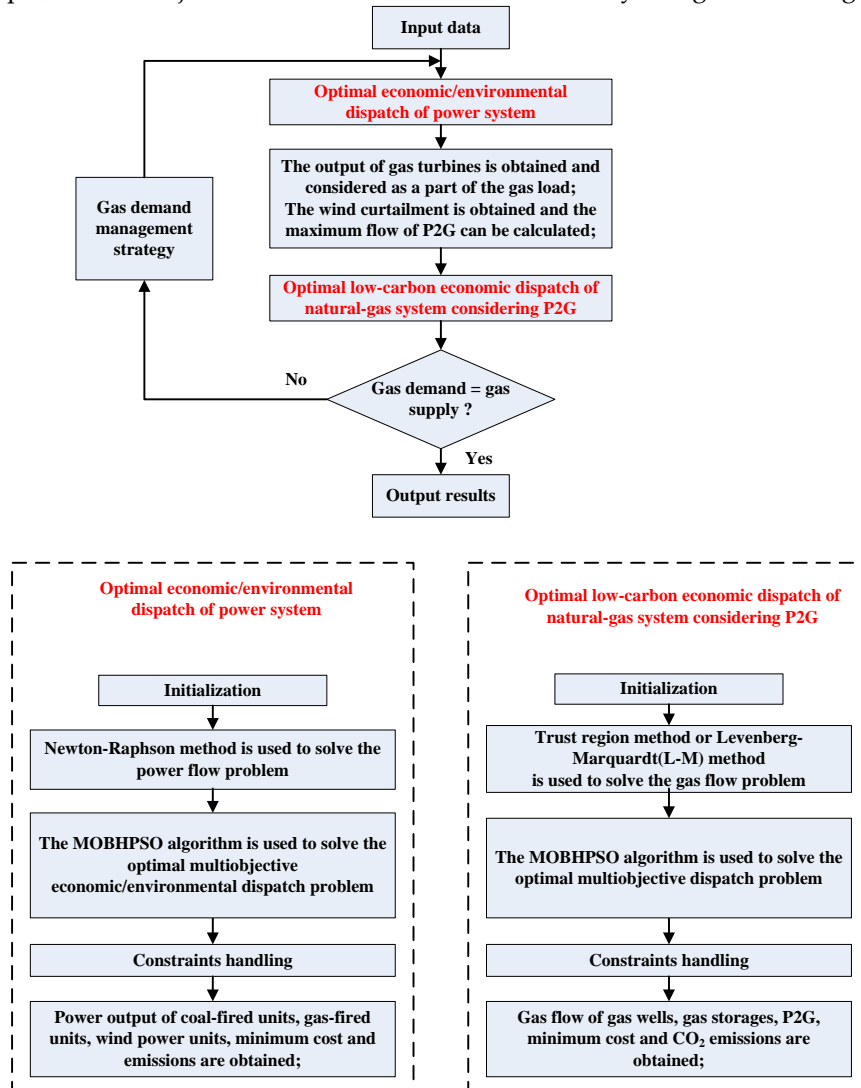 Input data
Optimal economic/environmental
dispatch of power system
The output of gas turbines is obtained and
considered as a part of the gas load;
The wind curtailment is obtained and the
maximum flow of P2G can be calculated;
Gas demand
management
strategy
Optimal low-carbon economic dispatch of
natural-gas system considering P2G
No
Gas demand = gas
supply ?
Yes
Output results
Optimal economic/environmental
dispatch of power system
Initialization
Newton-Raphson method is used to solve the
power flow problem
The MOBHPSO algorithm is used to solve the
optimal multiobjective
economic/environmental dispatch problem
Constraints handling
Power output of coal-fired units, gas-fired
units, wind power units, minimum cost and
emissions are obtained;
Optimal low-carbon economic dispatch of
natural-gas system considering P2G
Initialization
Trust region method or Levenberg-
Marquardt(L-M) method
is used to solve the gas flow problem
The MOBHPSO algorithm is used to solve the
optimal multiobjective dispatch problem
Constraints handling
Gas flow of gas wells, gas storages, P2G,
minimum cost and CO₂ emissions are
obtained;